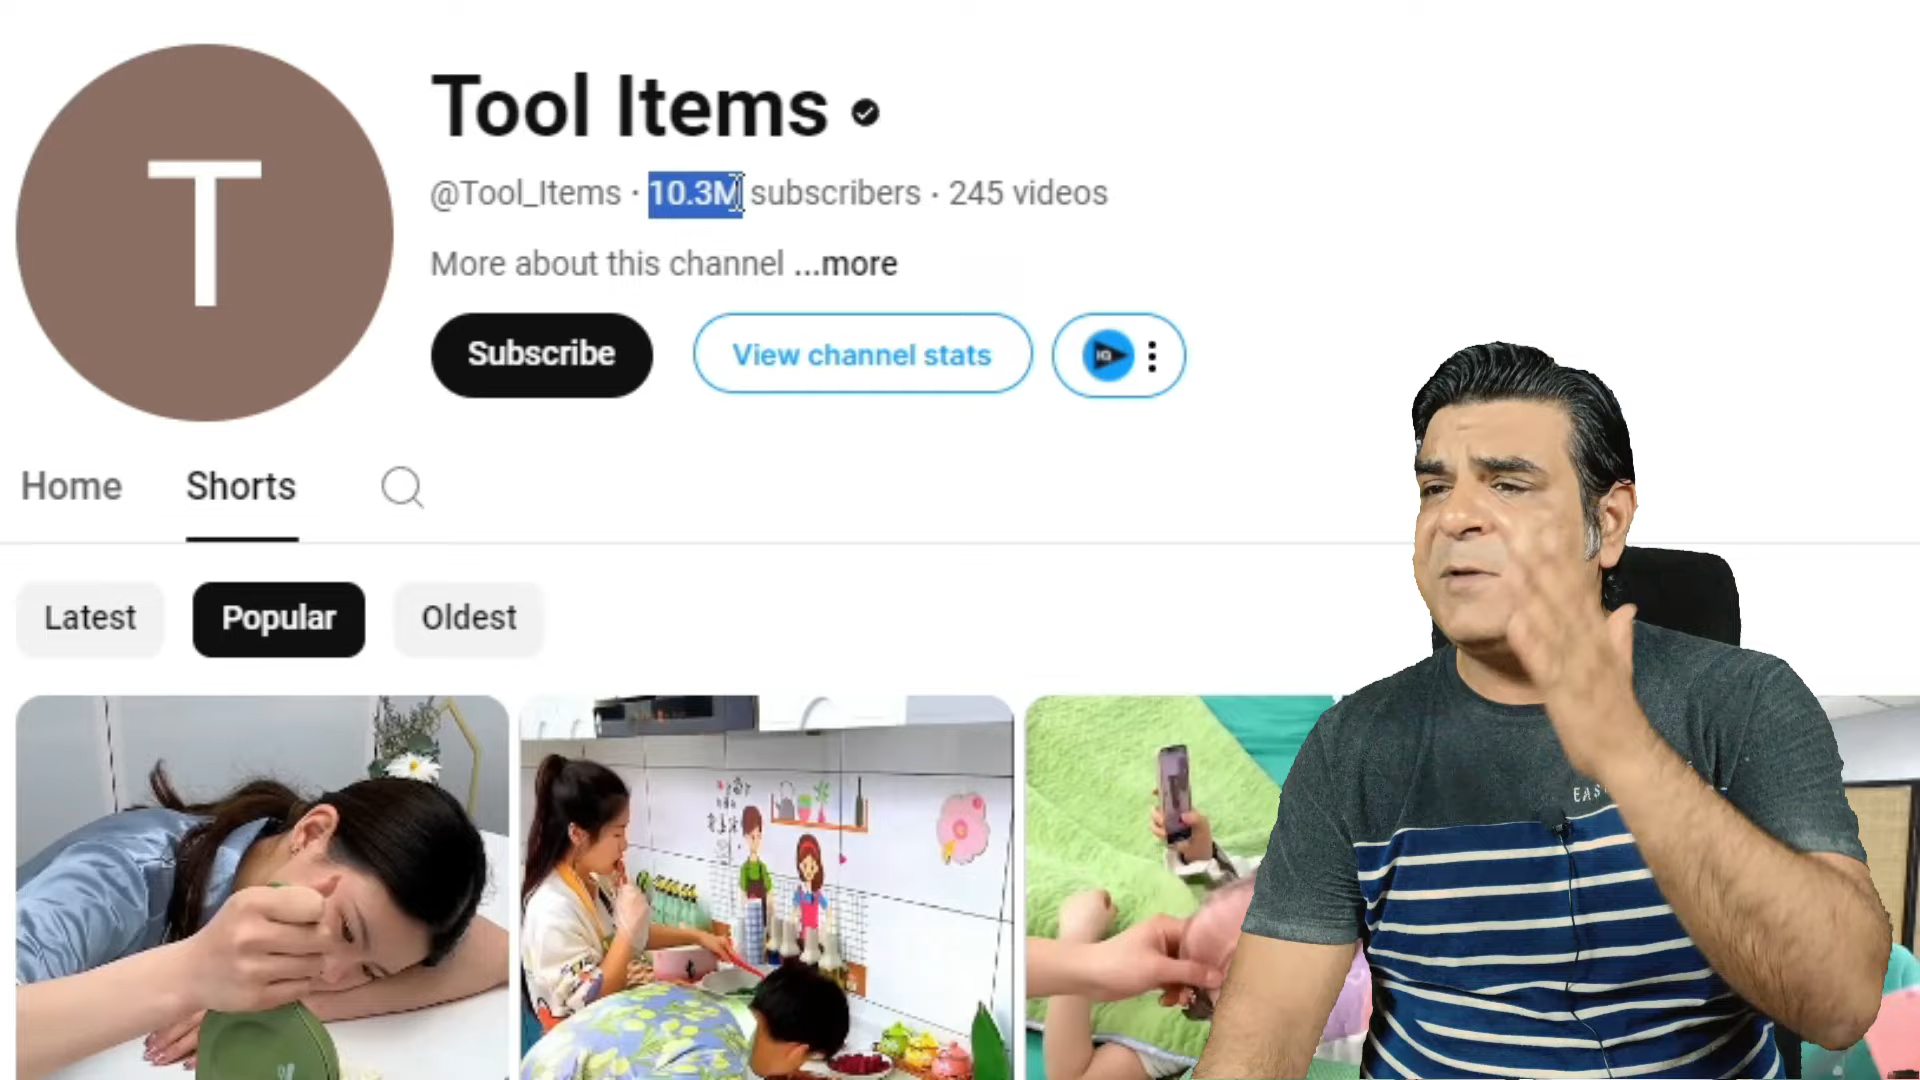 T
Tool Items
@Tool_Items · 10.3M subscribers · 245 videos
More about this channel ...more
Subscribe
View channel stats
IQ
Home
Shorts
Latest
Popular
Oldest